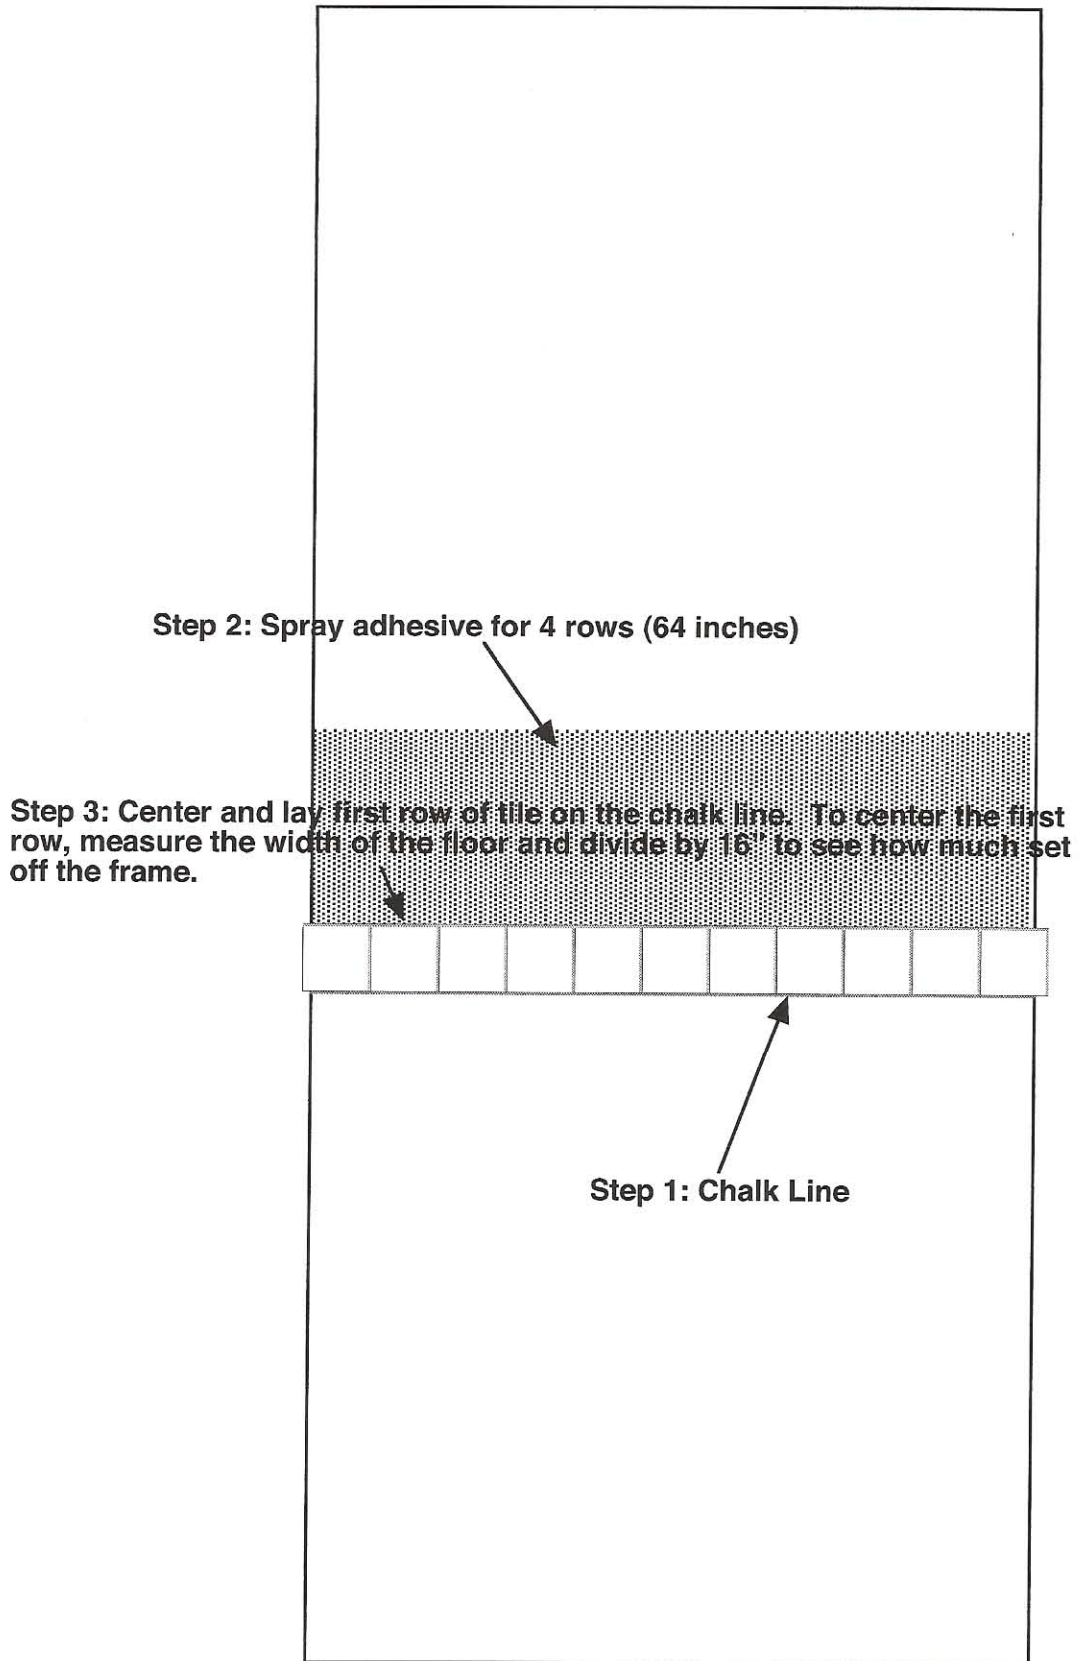 Step 2: Spray adhesive for 4 rows (64 inches)
Step 3: Center and lay first row of tile on the chalk line. To center the first
row, measure the width of the floor and divide by 16" to see how much set
off the frame.
Step 1: Chalk Line